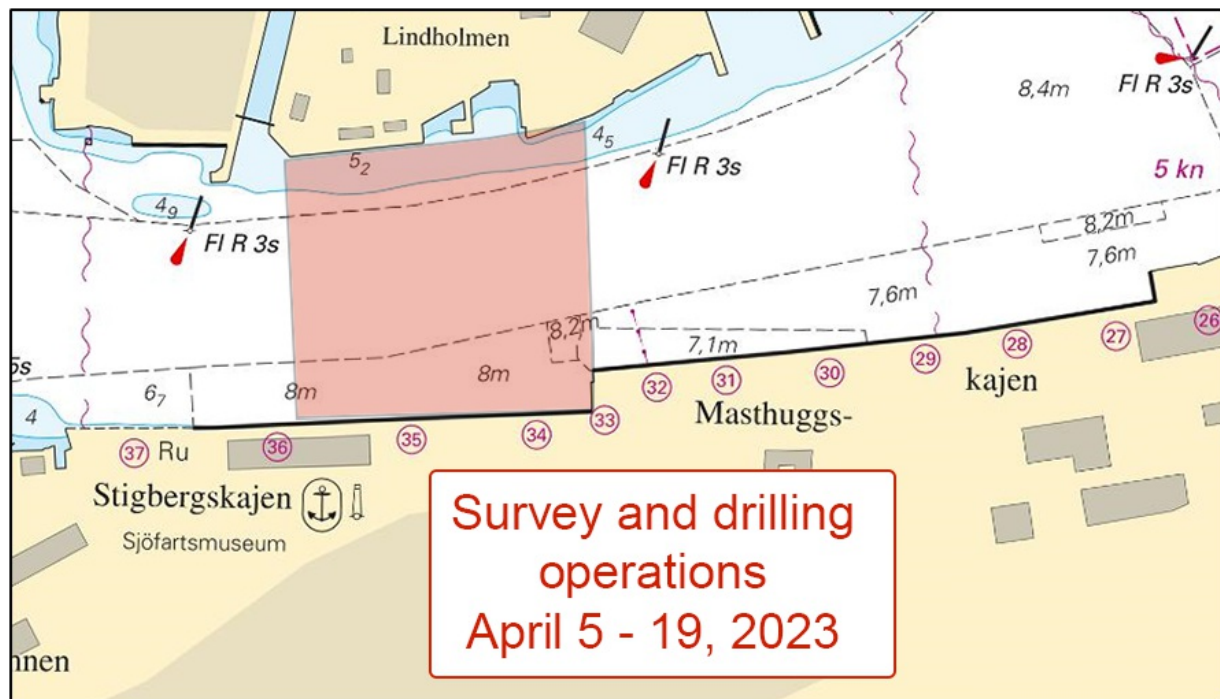 Lindholmen
Fl R 3s
8,4m
4₅
5₂
Fl R 3s
5 kn
4₉
Fl R 3s
8,2m
7,6m
7,6m
8,2m
7,1m
5s
26
27
28
29
30
31
32
8m
8m
6₇
4
kajen
Masthuggs-
33
34
35
36
37
Ru
Stigbergskajen
Sjöfartsmuseum
Survey and drilling
operations
April 5 - 19, 2023
nnen